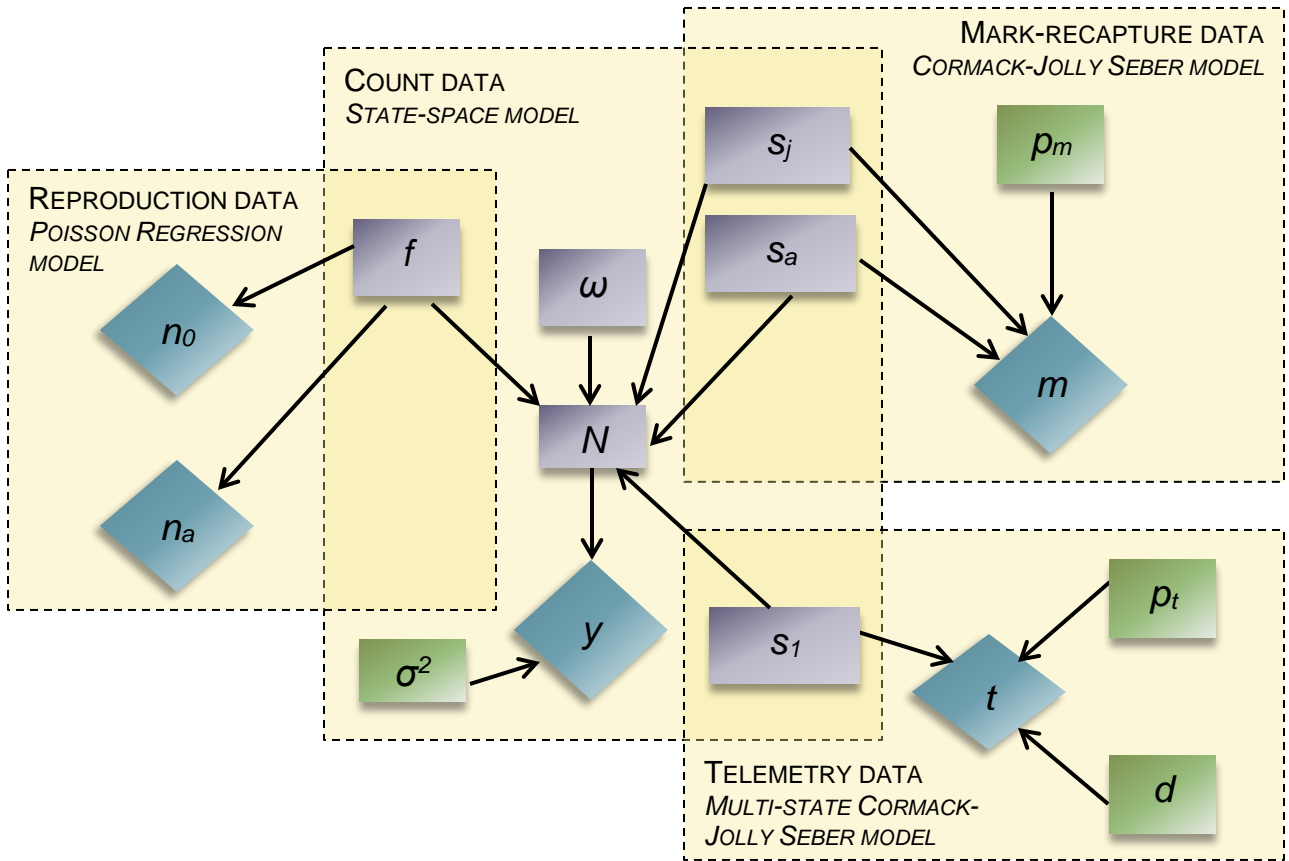 MARK-RECAPTURE DATA
CORMACK-JOLLY SEBER MODEL
COUNT DATA
STATE-SPACE MODEL
sj
pm
REPRODUCTION DATA
POISSON REGRESSION
MODEL
f
sa
ω
n0
m
N
na
pt
y
s1
σ2
t
TELEMETRY DATA
MULTI-STATE CORMACK-
JOLLY SEBER MODEL
d